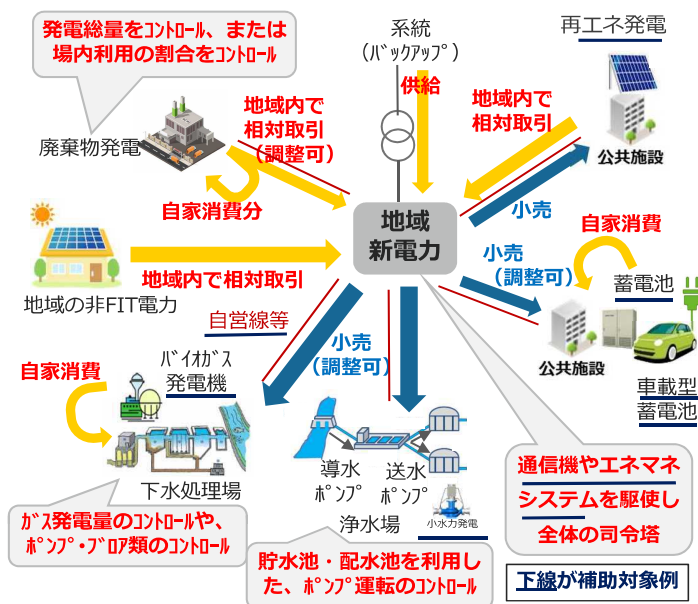 発電総量をｺﾝﾄﾛｰﾙ、または
場内利用の割合をｺﾝﾄﾛｰﾙ
系統
(ﾊﾞｯｸｱｯﾌﾟ)
供給
再エネ発電
廃棄物発電
地域内で
相対取引
（調整可）
自家消費分
地域内で
相対取引
公共施設
小売
地域
新電力
地域内で相対取引
地域の非FIT電力
小売
（調整可）
自家消費
蓄電池
公共施設
車載型
蓄電池
自営線等
小売
（調整可）
自家消費
ﾊﾞｲｵｶﾞｽ
発電機
下水処理場
導水
ﾎﾟﾝﾌﾟ
送水
ﾎﾟﾝﾌﾟ
浄水場
小水力発電
通信機やエネマネ
システムを駆使し
全体の司令塔
ｶﾞｽ発電量のｺﾝﾄﾛｰﾙや、
ﾎﾟﾝﾌﾟ・ﾌﾞﾛｱ類のｺﾝﾄﾛｰﾙ
貯水池・配水池を利用し
た、ﾎﾟﾝﾌﾟ運転のｺﾝﾄﾛｰﾙ
下線が補助対象例